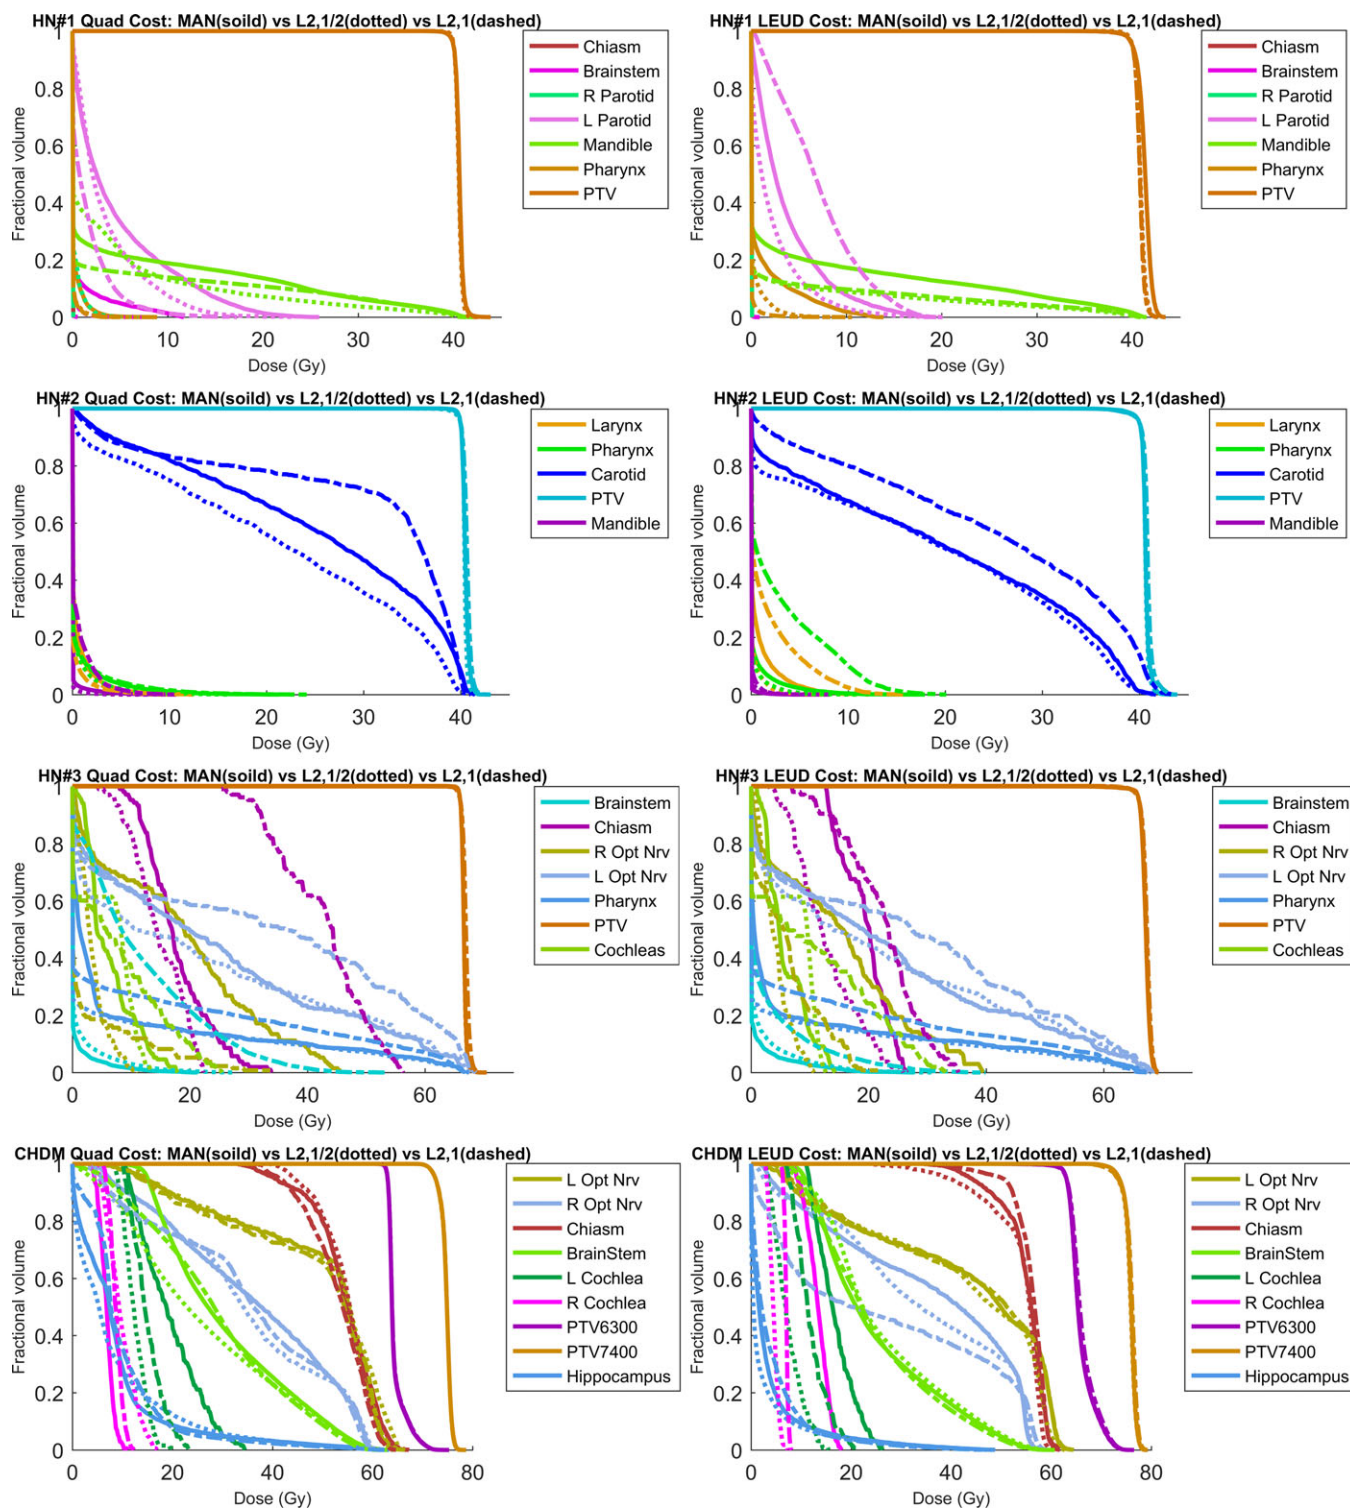 HN#1 Quad Cost: MAN(soild) vs L2,1/2(dotted) vs L2,1(dashed)
1
0.8
0.6
0.4
0.2
0
Fractional volume
0 10 20 30 40
Dose (Gy)
Chiasm
Brainstem
R Parotid
L Parotid
Mandible
Pharynx
PTV
HN#1 LEUD Cost: MAN(soild) vs L2,1/2(dotted) vs L2,1(dashed)
1
0.8
0.6
0.4
0.2
0
Fractional volume
0 10 20 30 40
Dose (Gy)
Chiasm
Brainstem
R Parotid
L Parotid
Mandible
Pharynx
PTV
HN#2 Quad Cost: MAN(soild) vs L2,1/2(dotted) vs L2,1(dashed)
1
0.8
0.6
0.4
0.2
0
Fractional volume
0 10 20 30 40
Dose (Gy)
Larynx
Pharynx
Carotid
PTV
Mandible
HN#2 LEUD Cost: MAN(soild) vs L2,1/2(dotted) vs L2,1(dashed)
1
0.8
0.6
0.4
0.2
0
Fractional volume
0 10 20 30 40
Dose (Gy)
Larynx
Pharynx
Carotid
PTV
Mandible
HN#3 Quad Cost: MAN(soild) vs L2,1/2(dotted) vs L2,1(dashed)
1
0.8
0.6
0.4
0.2
0
Fractional volume
0 20 40 60
Dose (Gy)
Brainstem
Chiasm
R Opt Nrv
L Opt Nrv
Pharynx
PTV
Cochleas
HN#3 LEUD Cost: MAN(soild) vs L2,1/2(dotted) vs L2,1(dashed)
1
0.8
0.6
0.4
0.2
0
Fractional volume
0 20 40 60
Dose (Gy)
Brainstem
Chiasm
R Opt Nrv
L Opt Nrv
Pharynx
PTV
Cochleas
CHDM Quad Cost: MAN(soild) vs L2,1/2(dotted) vs L2,1(dashed)
1
0.8
0.6
0.4
0.2
0
Fractional volume
0 20 40 60 80
Dose (Gy)
L Opt Nrv
R Opt Nrv
Chiasm
BrainStem
L Cochlea
R Cochlea
PTV6300
PTV7400
Hippocampus
CHDM LEUD Cost: MAN(soild) vs L2,1/2(dotted) vs L2,1(dashed)
1
0.8
0.6
0.4
0.2
0
Fractional volume
0 20 40 60 80
Dose (Gy)
L Opt Nrv
R Opt Nrv
Chiasm
BrainStem
L Cochlea
R Cochlea
PTV6300
PTV7400
Hippocampus